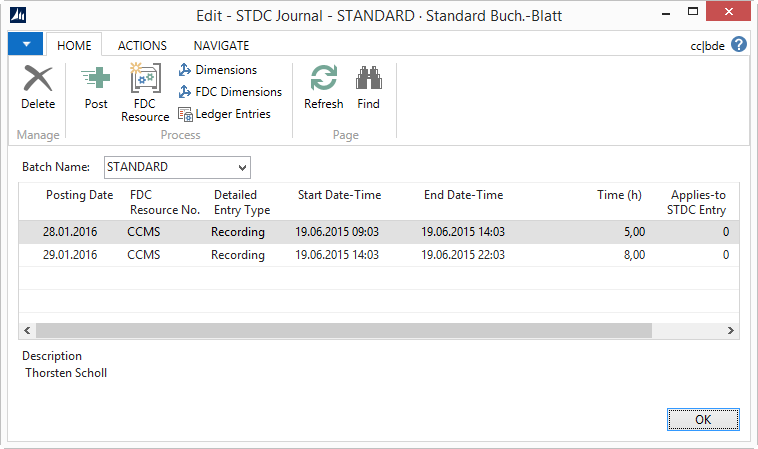 Edit - STDC Journal - STANDARD · Standard Buch.-Blatt
HOME ACTIONS NAVIGATE cc|bde
Delete
Post
FDC
Resource
Dimensions
FDC Dimensions
Ledger Entries
Refresh
Find
Manage Process Page
Batch Name: STANDARD
Posting Date FDC Resource No. Detailed Entry Type Start Date-Time End Date-Time Time (h) Applies-to STDC Entry
28.01.2016 CCMS Recording 19.06.2015 09:03 19.06.2015 14:03 5,00 0
29.01.2016 CCMS Recording 19.06.2015 14:03 19.06.2015 22:03 8,00 0
Description
Thorsten Scholl
OK